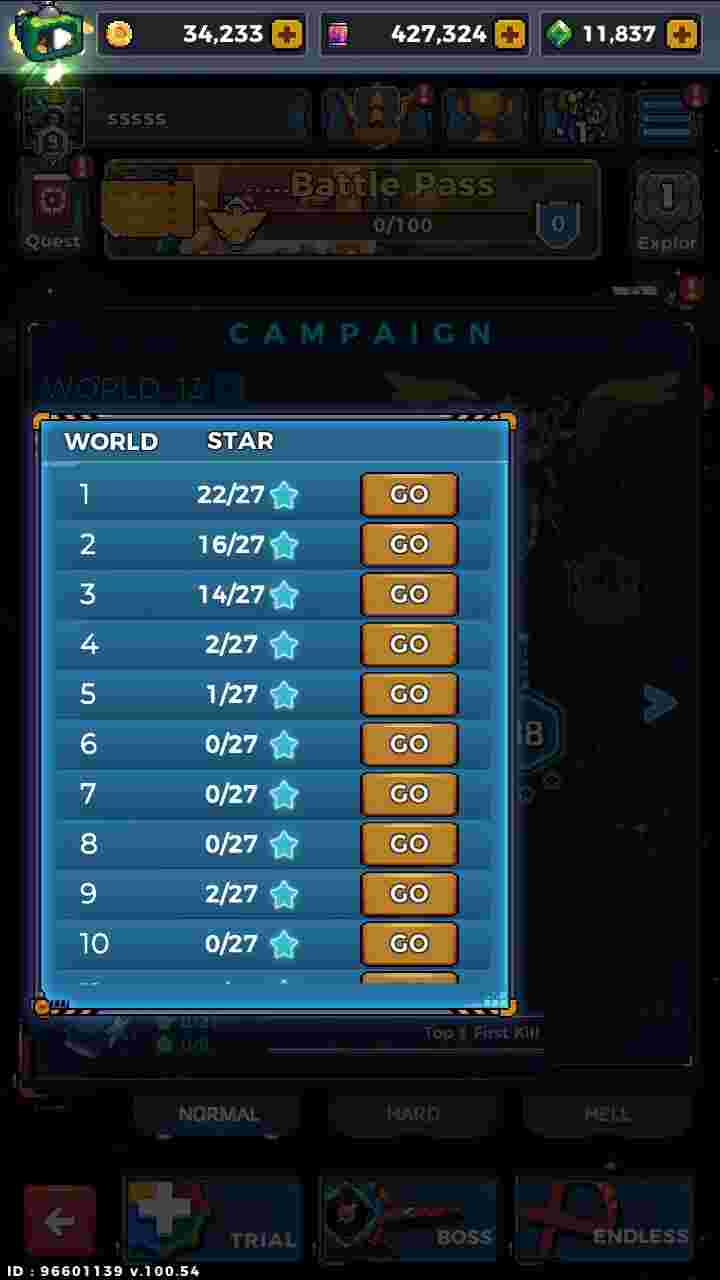 34,233
427,324
11,837
19
sssss
1
Battle Pass
0/100
0
1
Quest
Explor
CAMPAIGN
WORLD 13
WORLD STAR
1 22/27 GO
2 16/27 GO
3 14/27 GO
4 2/27 GO
5 1/27 GO
6 0/27 GO
7 0/27 GO
8 0/27 GO
9 2/27 GO
10 0/27 GO
Top 1 First Kill
NORMAL HARD HELL
TRIAL BOSS ENDLESS
ID : 96601139 v.100.54